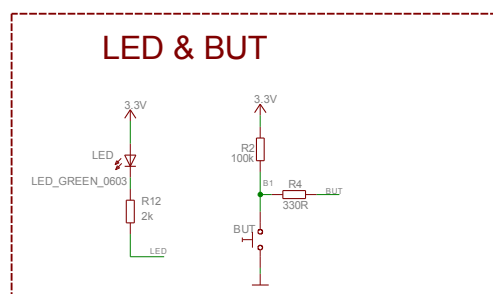 LED & BUT
3.3V
LED
LED_GREEN_0603
R12
2k
LED
3.3V
R2
100k
B1
R4
330R
BUT
BUT